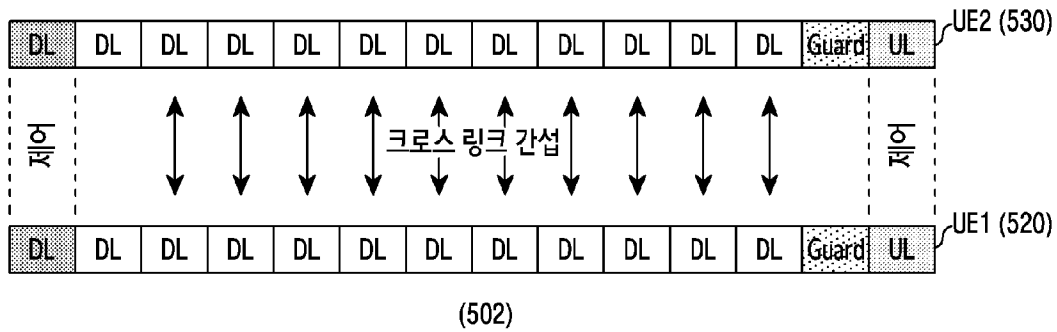 DL DL DL DL DL DL DL DL DL DL DL DL Guard UL UE2 (530)
제어 크로스 링크 간섭 제어
DL DL DL DL DL DL DL DL DL DL DL DL Guard UL UE1 (520)
(502)